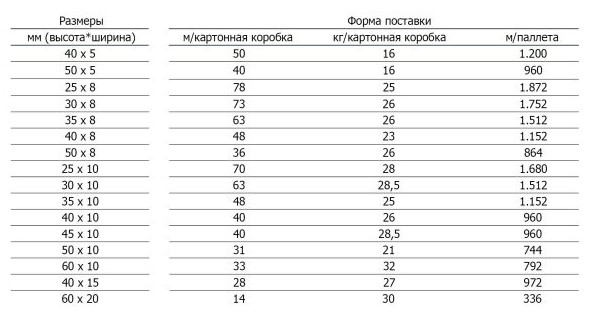 Размеры Форма поставки
мм (высота*ширина) м/картонная коробка кг/картонная коробка м/паллета
40 x 5 50 16 1.200
50 x 5 40 16 960
25 x 8 78 25 1.872
30 x 8 73 26 1.752
35 x 8 63 26 1.512
40 x 8 48 23 1.152
50 x 8 36 26 864
25 x 10 70 28 1.680
30 x 10 63 28,5 1.512
35 x 10 48 25 1.152
40 x 10 40 26 960
45 x 10 40 28,5 960
50 x 10 31 21 744
60 x 10 33 32 792
40 x 15 28 27 972
60 x 20 14 30 336